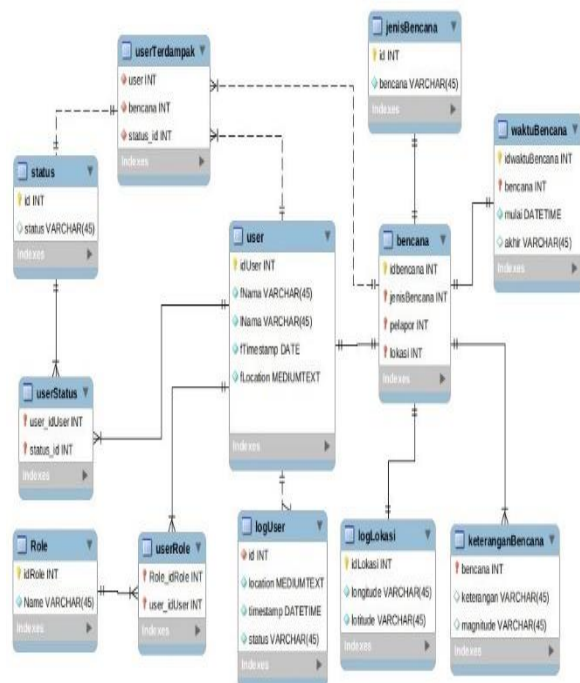 userTerdampak
user INT
bencana INT
status_id INT
Indexes
jenisBencana
id INT
bencana VARCHAR(45)
Indexes
waktuBencana
idwaktuBencana INT
bencana INT
mulai DATETIME
akhir VARCHAR(45)
Indexes
status
id INT
status VARCHAR(45)
Indexes
user
idUser INT
fNama VARCHAR(45)
lNama VARCHAR(45)
fTimestamp DATE
fLocation MEDIUMTEXT
Indexes
bencana
idbencana INT
jenisBencana INT
pelapor INT
lokasi INT
Indexes
userStatus
user_idUser INT
status_id INT
Indexes
Role
idRole INT
Name VARCHAR(45)
Indexes
userRole
Role_idRole INT
user_idUser INT
Indexes
logUser
id INT
location MEDIUMTEXT
timestamp DATETIME
status VARCHAR(45)
Indexes
logLokasi
idLokasi INT
longitude VARCHAR(45)
lotitude VARCHAR(45)
Indexes
keteranganBencana
bencana INT
keterangan VARCHAR(45)
magnitude VARCHAR(45)
Indexes